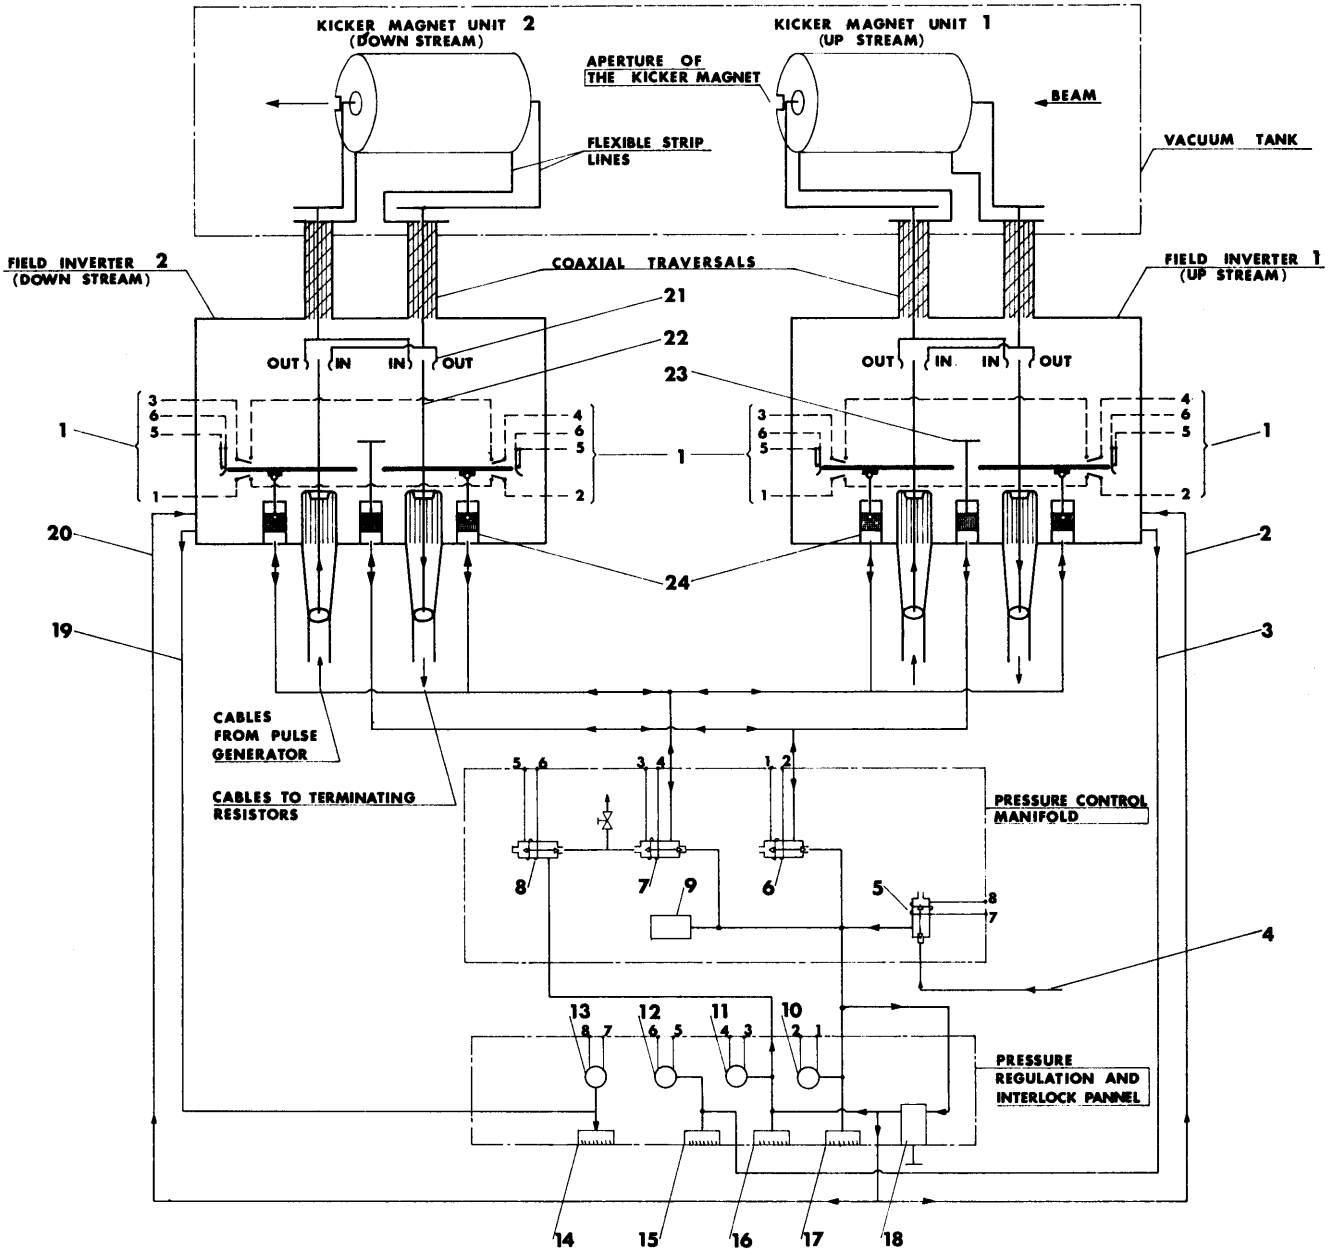 KICKER MAGNET UNIT 2
(DOWN STREAM)
KICKER MAGNET UNIT 1
(UP STREAM)
APERTURE OF
THE KICKER MAGNET
BEAM
FLEXIBLE STRIP
LINES
VACUUM TANK
FIELD INVERTER 2
(DOWN STREAM)
COAXIAL TRAVERSALS
FIELD INVERTER 1
(UP STREAM)
21
22
23
OUT IN IN OUT
OUT IN IN OUT
1
3
6
5
1
4
6
5
2
1
3
6
5
1
4
6
5
2
1
20
24
2
19
3
CABLES
FROM PULSE
GENERATOR
CABLES TO TERMINATING
RESISTORS
5 6
3 4
1 2
PRESSURE CONTROL
MANIFOLD
8
7
6
9
5
8
7
4
13
12
11
10
8 7
6 5
4 3
2 1
PRESSURE
REGULATION AND
INTERLOCK PANNEL
14
15
16
17
18